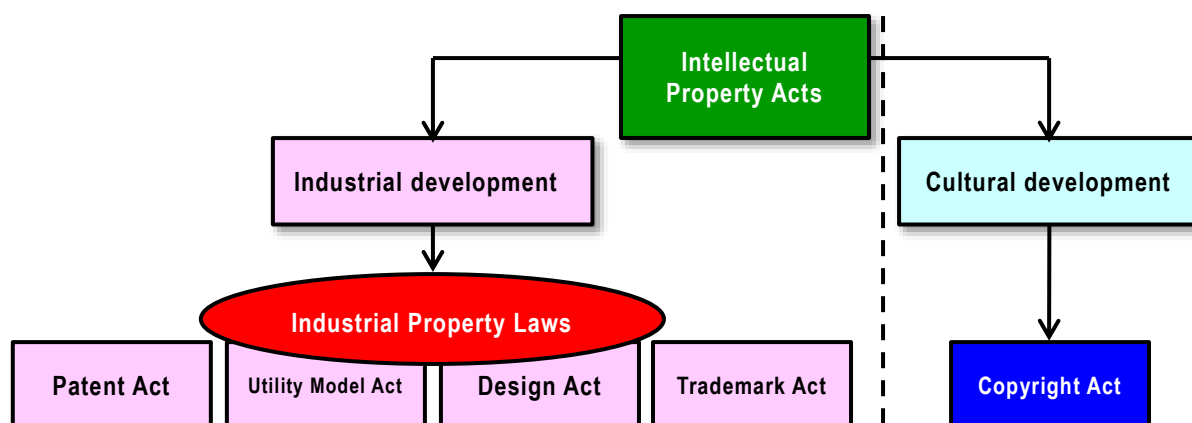 Intellectual
Property Acts
Industrial development
Cultural development
Industrial Property Laws
Patent Act
Utility Model Act
Design Act
Trademark Act
Copyright Act